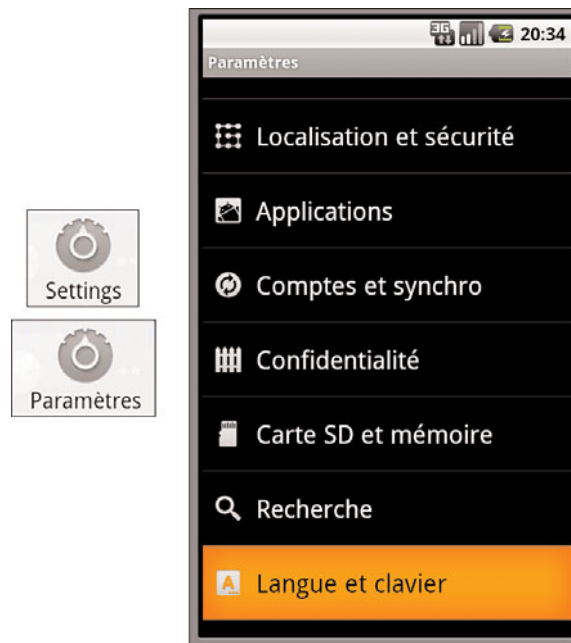 Settings
Paramètres
3G 20:34
Paramètres
Localisation et sécurité
Applications
Comptes et synchro
Confidentialité
Carte SD et mémoire
Recherche
A Langue et clavier